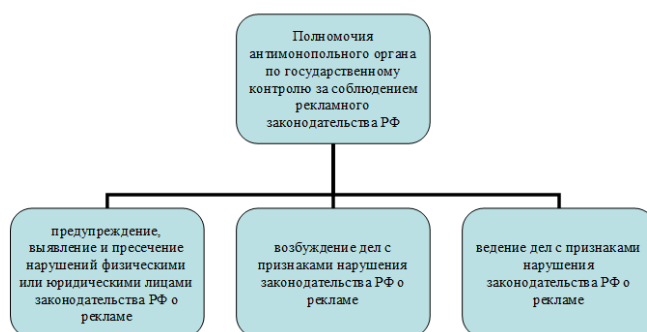 Полномочия
антимонопольного органа
по государственному
контролю за соблюдением
рекламного
законодательства РФ
предупреждение,
выявление и пресечение
нарушений физическими
или юридическими лицами
законодательства РФ о
рекламе
возбуждение дел с
признаками нарушения
законодательства РФ о
рекламе
ведение дел с признаками
нарушения
законодательства РФ о
рекламе